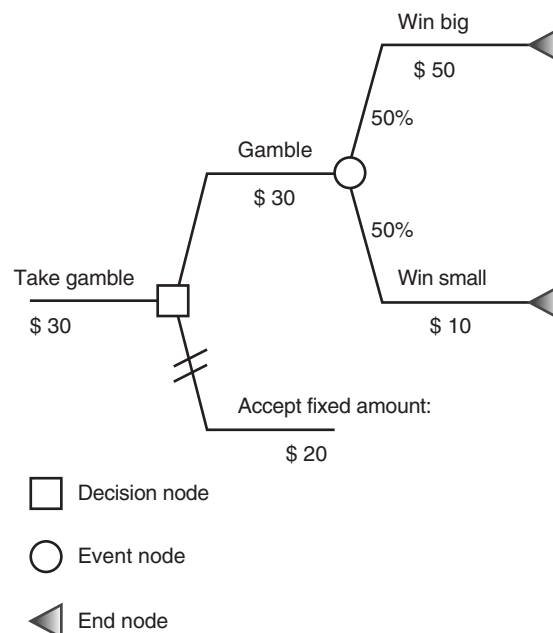 Win big
$ 50
50%
Gamble
$ 30
50%
Take gamble
$ 30
Win small
$ 10
Accept fixed amount:
$ 20
Decision node
Event node
End node